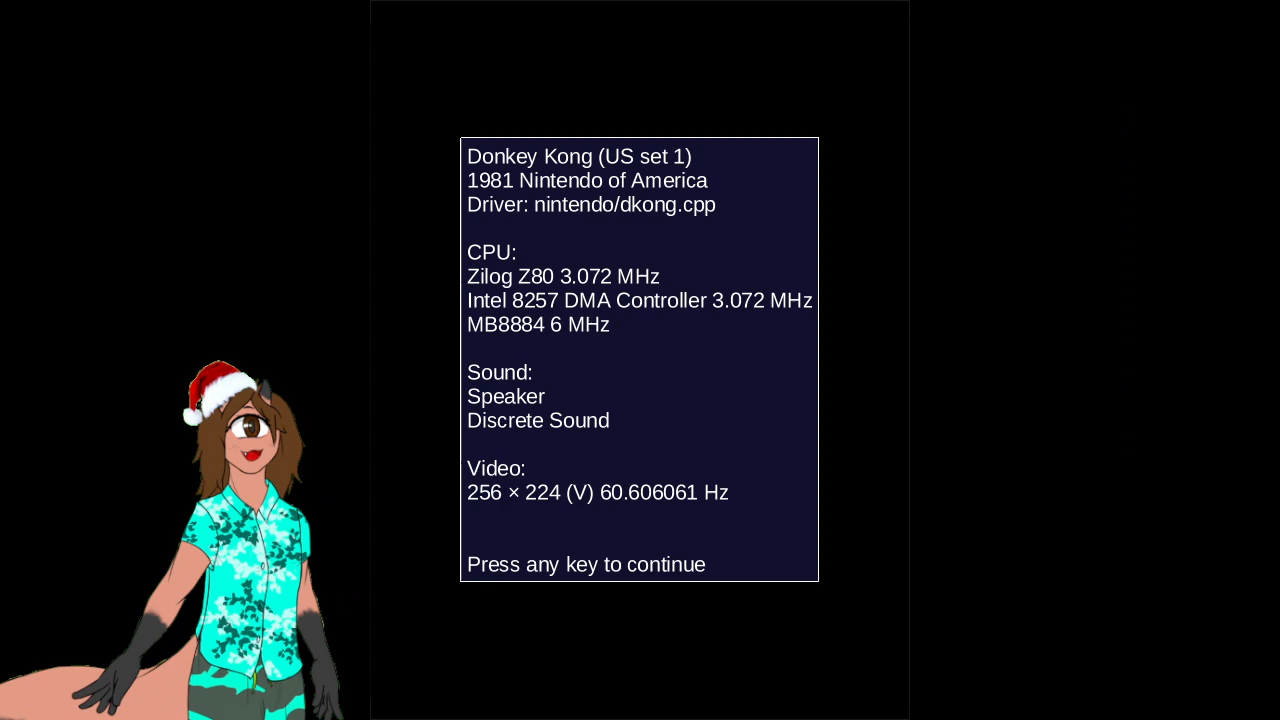 Donkey Kong (US set 1)
1981 Nintendo of America
Driver: nintendo/dkong.cpp
CPU:
Zilog Z80 3.072 MHz
Intel 8257 DMA Controller 3.072 MHz
MB8884 6 MHz
Sound:
Speaker
Discrete Sound
Video:
256 × 224 (V) 60.606061 Hz
Press any key to continue